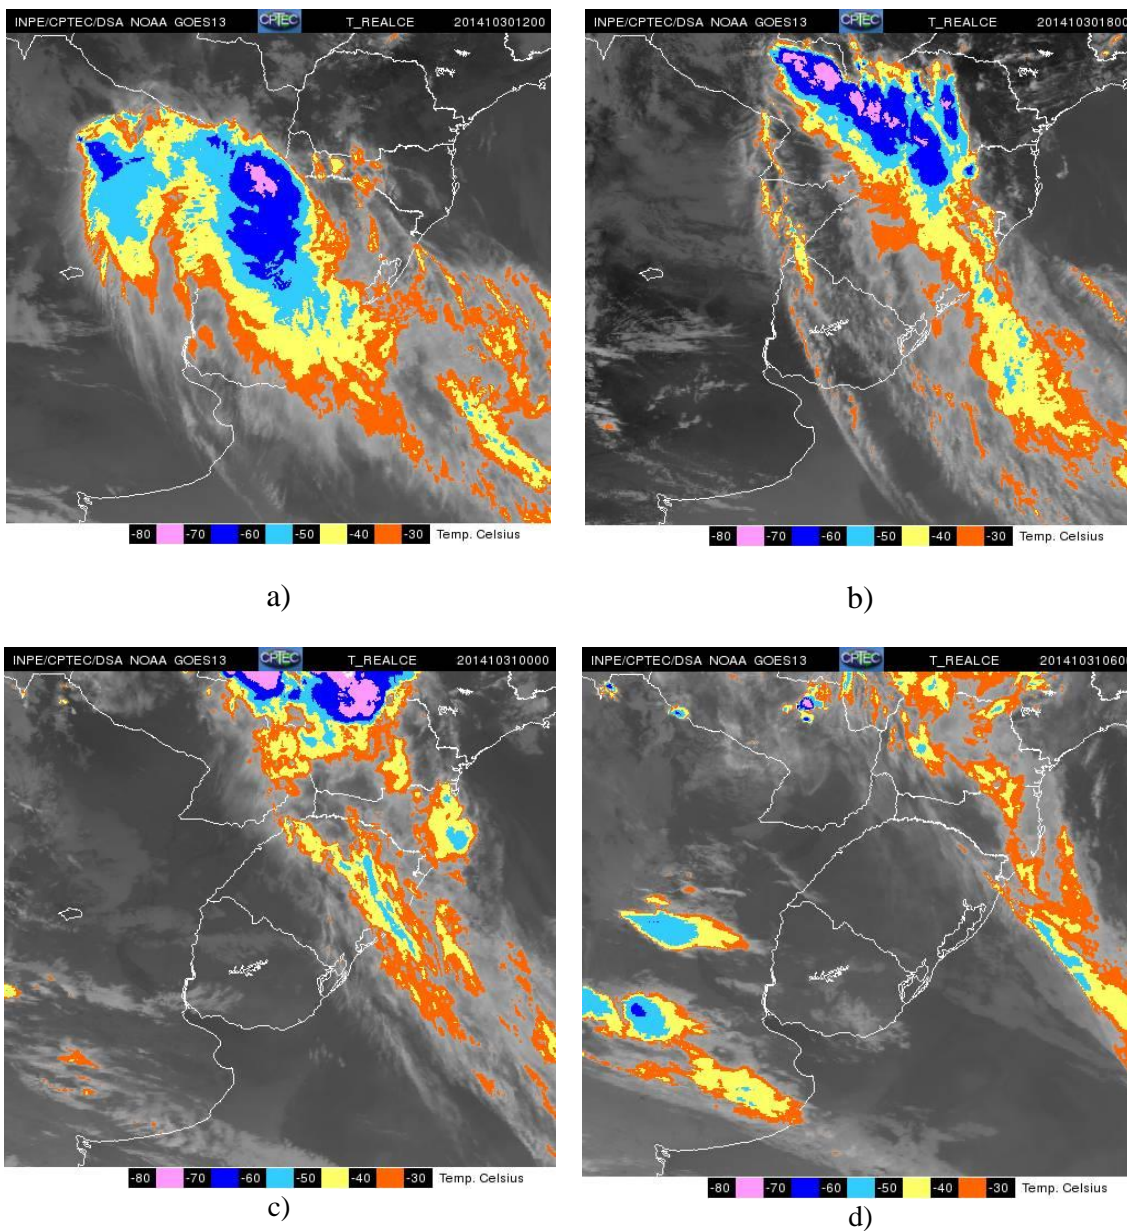 INPE/CPTEC/DSA NOAA GOES13 CPTEC T_REALCE 201410301200
INPE/CPTEC/DSA NOAA GOES13 CPTEC T_REALCE 201410301800
-80 -70 -60 -50 -40 -30 Temp. Celsius
-80 -70 -60 -50 -40 -30 Temp. Celsius
a)
b)
INPE/CPTEC/DSA NOAA GOES13 CPTEC T_REALCE 201410310000
INPE/CPTEC/DSA NOAA GOES13 CPTEC T_REALCE 201410310600
-80 -70 -60 -50 -40 -30 Temp. Celsius
-80 -70 -60 -50 -40 -30 Temp. Celsius
c)
d)